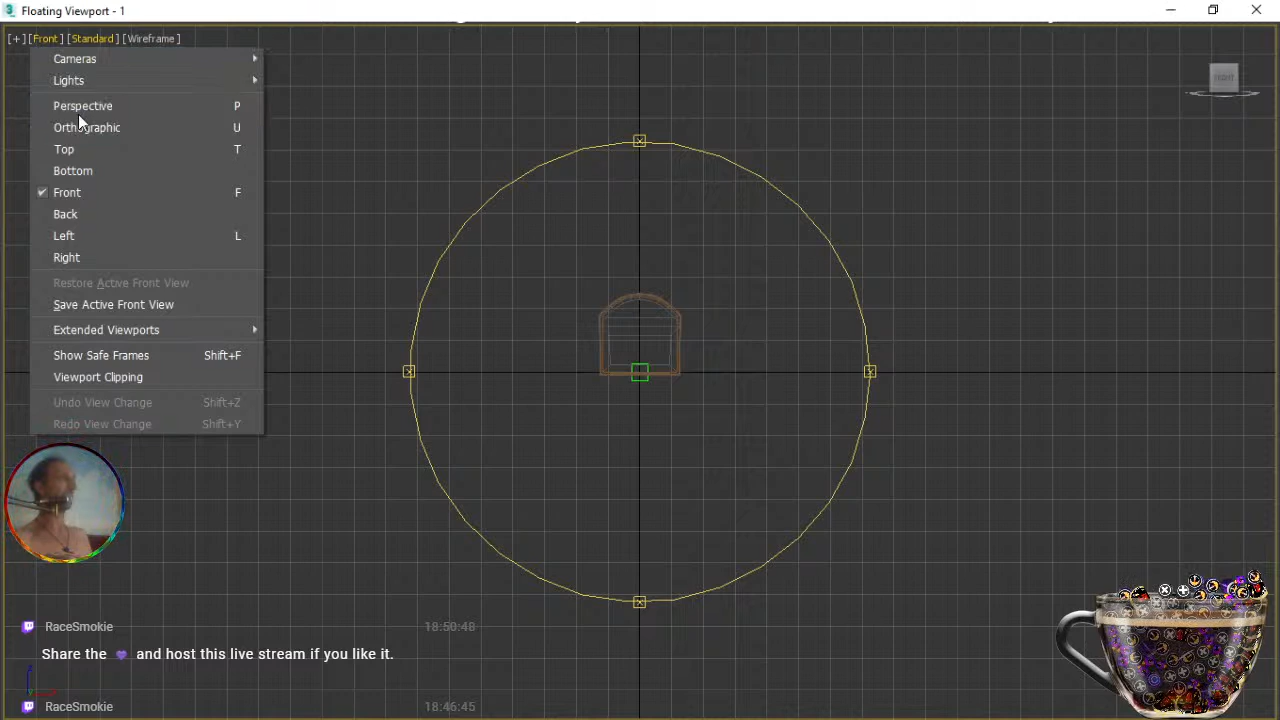 Floating Viewport - 1
[+] [Front] [Standard] [Wireframe]
FRONT
Cameras
Lights
Perspective P
Orthographic U
Top T
Bottom
Front F
Back
Left L
Right
Restore Active Front View
Save Active Front View
Extended Viewports
Show Safe Frames Shift+F
Viewport Clipping
Undo View Change Shift+Z
Redo View Change Shift+Y
RaceSmokie 18:50:48
Share the 💜 and host this live stream if you like it.
RaceSmokie 18:46:45